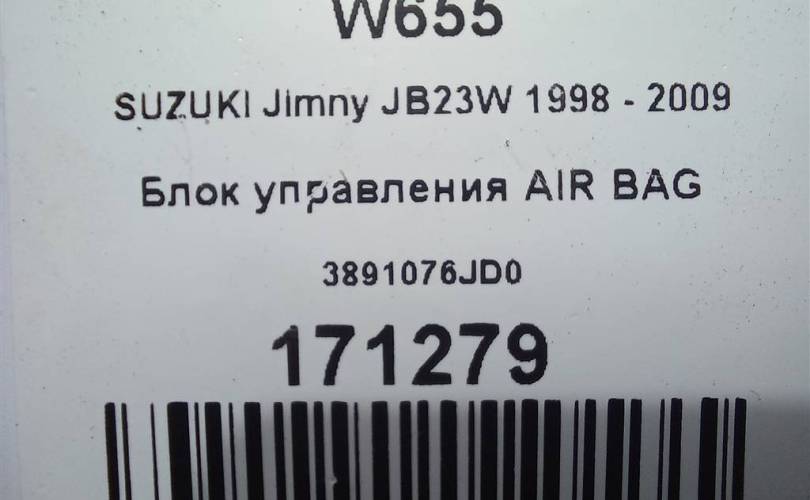 W655
SUZUKI Jimny JB23W 1998 - 2009
Блок управления AIR BAG
3891076JD0
171279